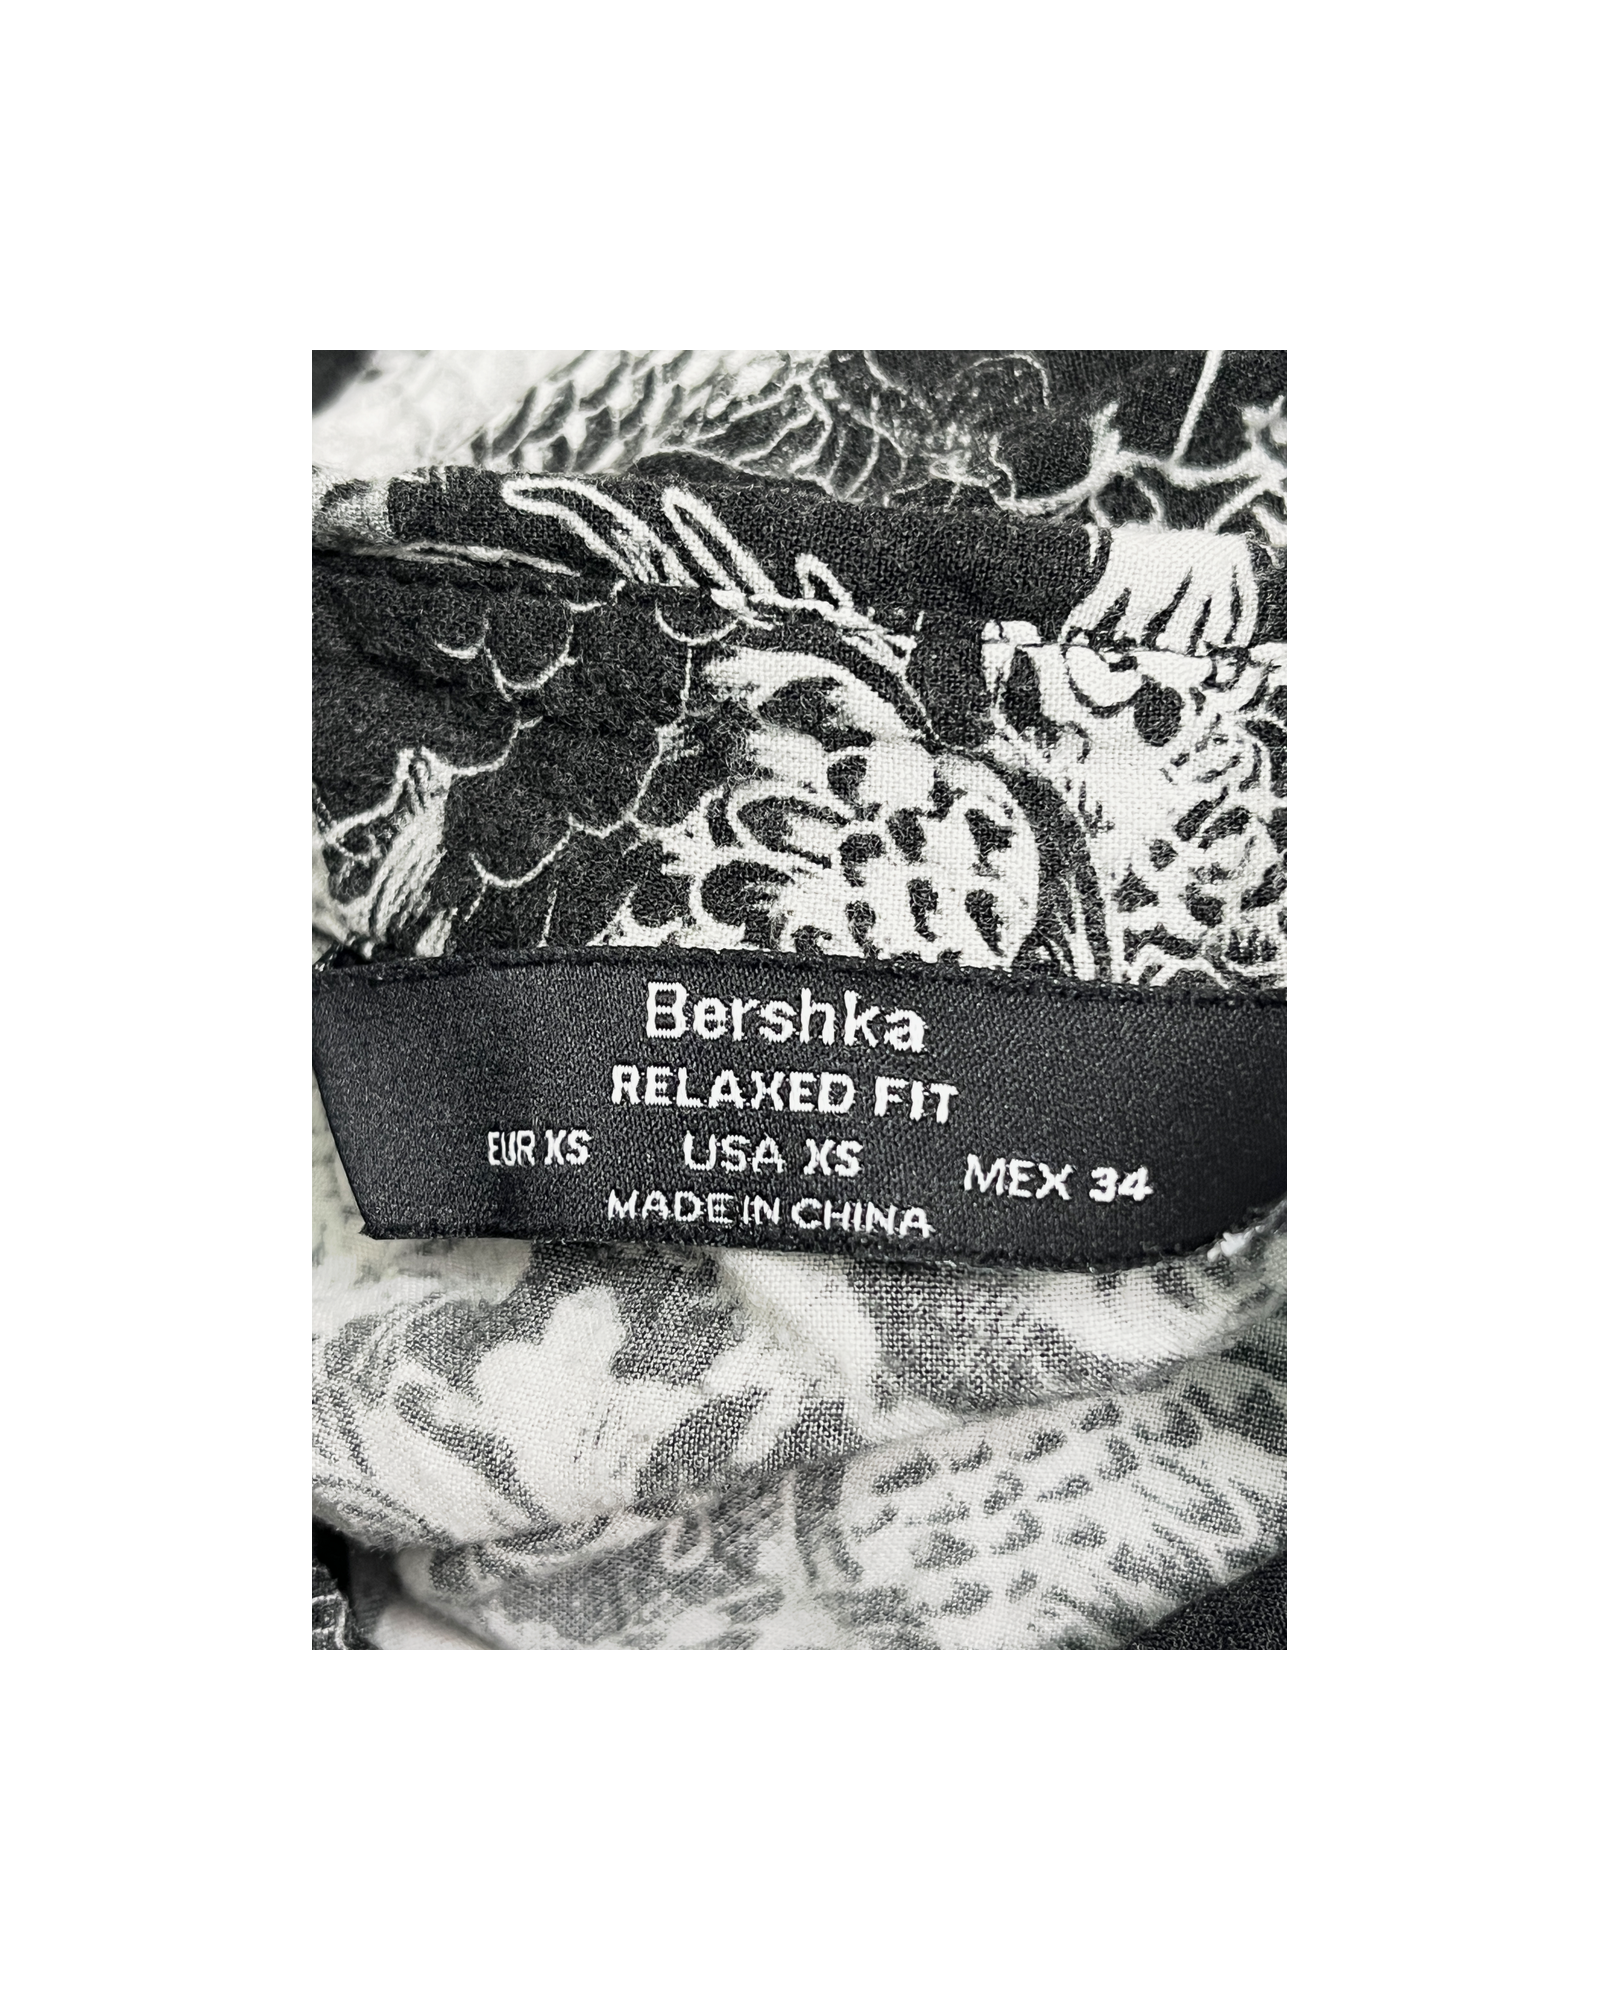 Bershka
RELAXED FIT
EUR XS USA XS MEX 34
MADE IN CHINA